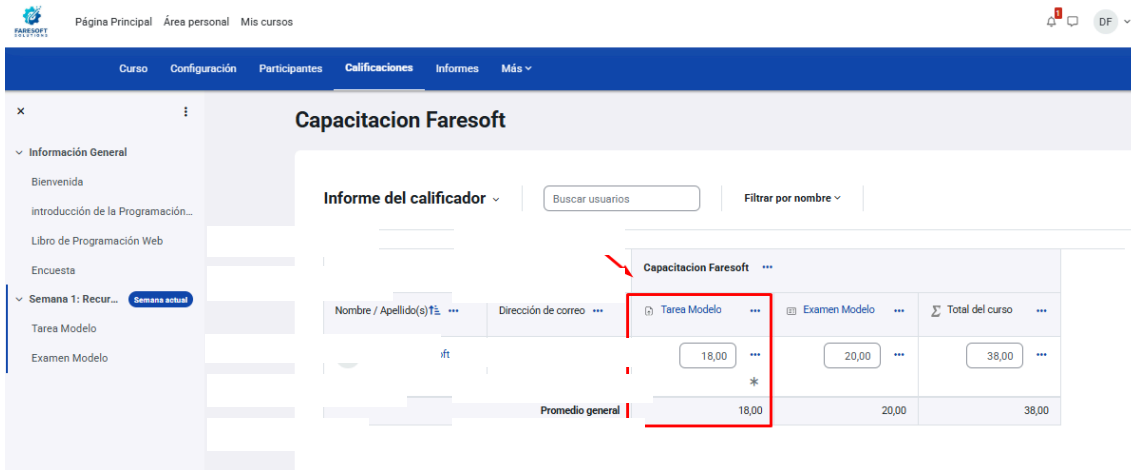 FARESOFT
SOLUTIONS
Página Principal Área personal Mis cursos
1
DF
Curso Configuración Participantes Calificaciones Informes Más
Capacitacion Faresoft
Información General
Bienvenida
introducción de la Programación...
Libro de Programación Web
Encuesta
Semana 1: Recur... Semana actual
Tarea Modelo
Examen Modelo
Informe del calificador Buscar usuarios Filtrar por nombre
Capacitacion Faresoft ...
Nombre / Apellido(s) ... Dirección de correo ... Tarea Modelo ... Examen Modelo ... Total del curso ...
18,00 ... 20,00 ... 38,00 ...
Promedio general 18,00 20,00 38,00